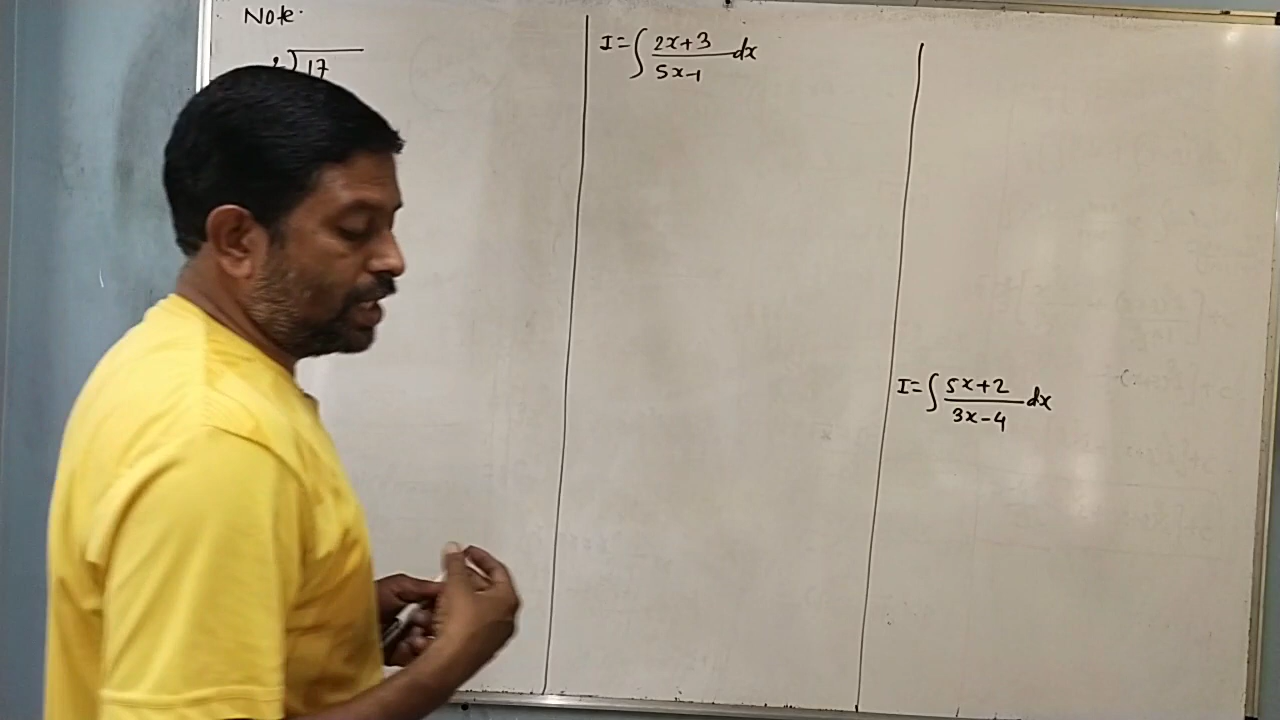 Note.
17
I=∫ 2x+3 dx
5x-1
I=∫ 5x+2 dx
3x-4